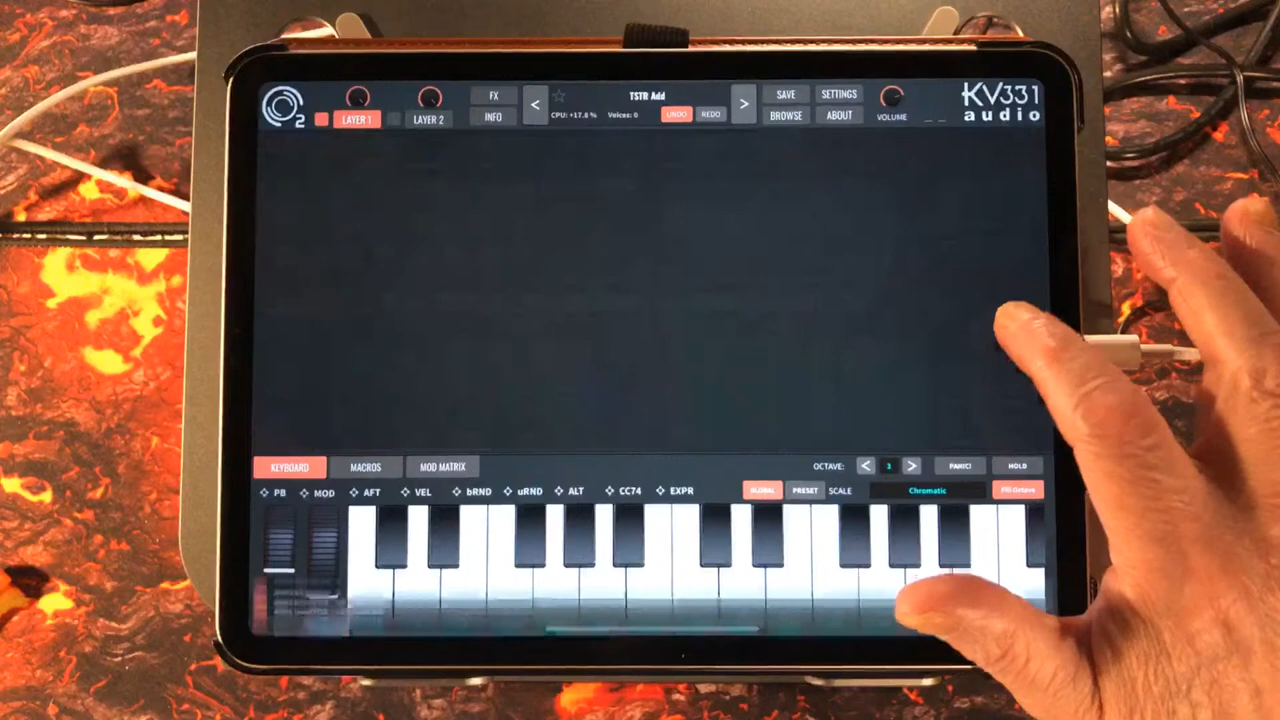 2
LAYER 1
LAYER 2
FX
INFO
<
TSTR Add
CPU: +17.8 %
Voices: 0
UNDO
REDO
>
SAVE
BROWSE
SETTINGS
ABOUT
VOLUME
KV331
audio
KEYBOARD
MACROS
MOD MATRIX
OCTAVE:
<
3
>
PANIC!
HOLD
PB
MOD
AFT
VEL
bRND
uRND
ALT
CC74
EXPR
GLOBAL
PRESET
SCALE
Chromatic